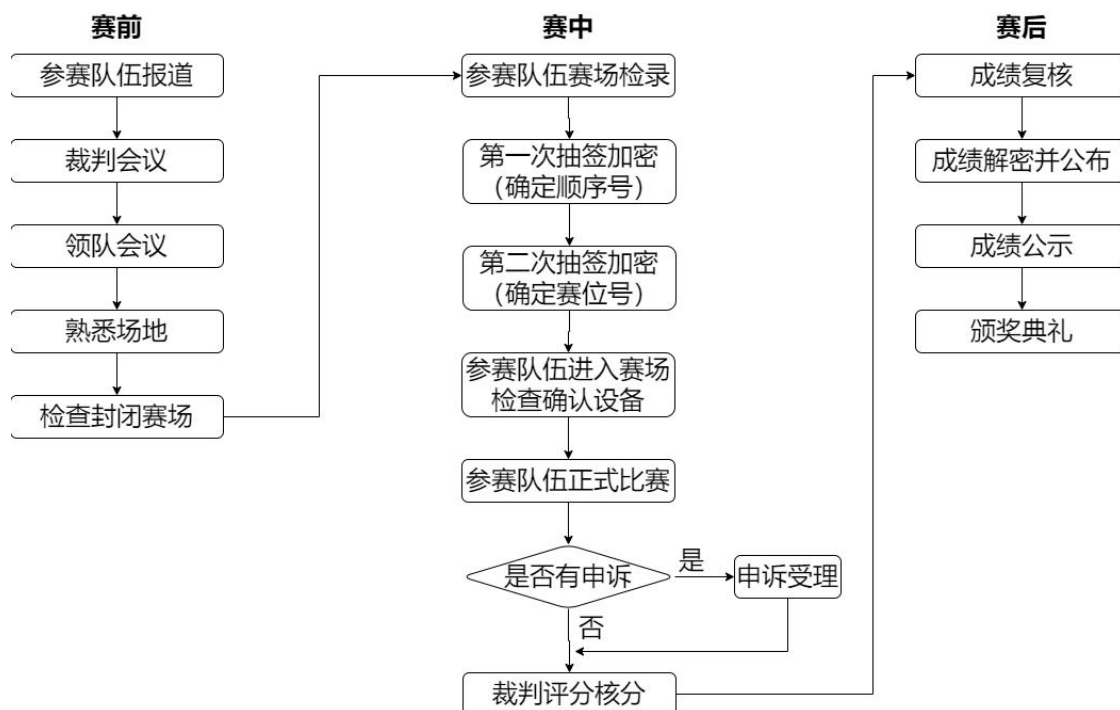 赛前
参赛队伍报道
裁判会议
领队会议
熟悉场地
检查封闭赛场
赛中
参赛队伍赛场检录
第一次抽签加密
（确定顺序号）
第二次抽签加密
（确定赛位号）
参赛队伍进入赛场
检查确认设备
参赛队伍正式比赛
是否有申诉
是
申诉受理
否
裁判评分核分
赛后
成绩复核
成绩解密并公布
成绩公示
颁奖典礼